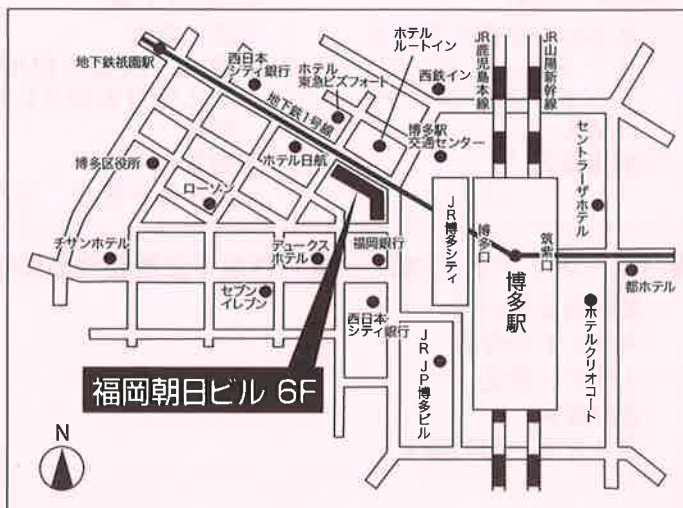 地下鉄祇園駅
西日本
シティ銀行
ホテル
東急ビズフォート
ホテル
ルートイン
西鉄イン
JR鹿児島本線
JR山陽新幹線
地下鉄1号線
博多駅
交通センター
博多区役所
ホテル日航
ローソン
セントラーザホテル
JR博多シティ
博多口
筑紫口
チサンホテル
デュークス
ホテル
福岡銀行
博多駅
都ホテル
セブン
イレブン
西日本
シティ銀行
ホテルクリオコート
JRJP博多ビル
福岡朝日ビル 6F
N